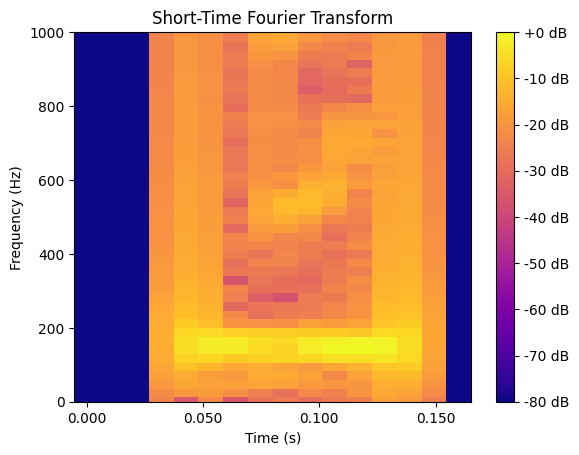 Short-Time Fourier Transform
1000
800
600
400
200
0
Frequency (Hz)
0.000
0.050
0.100
0.150
Time (s)
+0 dB
-10 dB
-20 dB
-30 dB
-40 dB
-50 dB
-60 dB
-70 dB
-80 dB